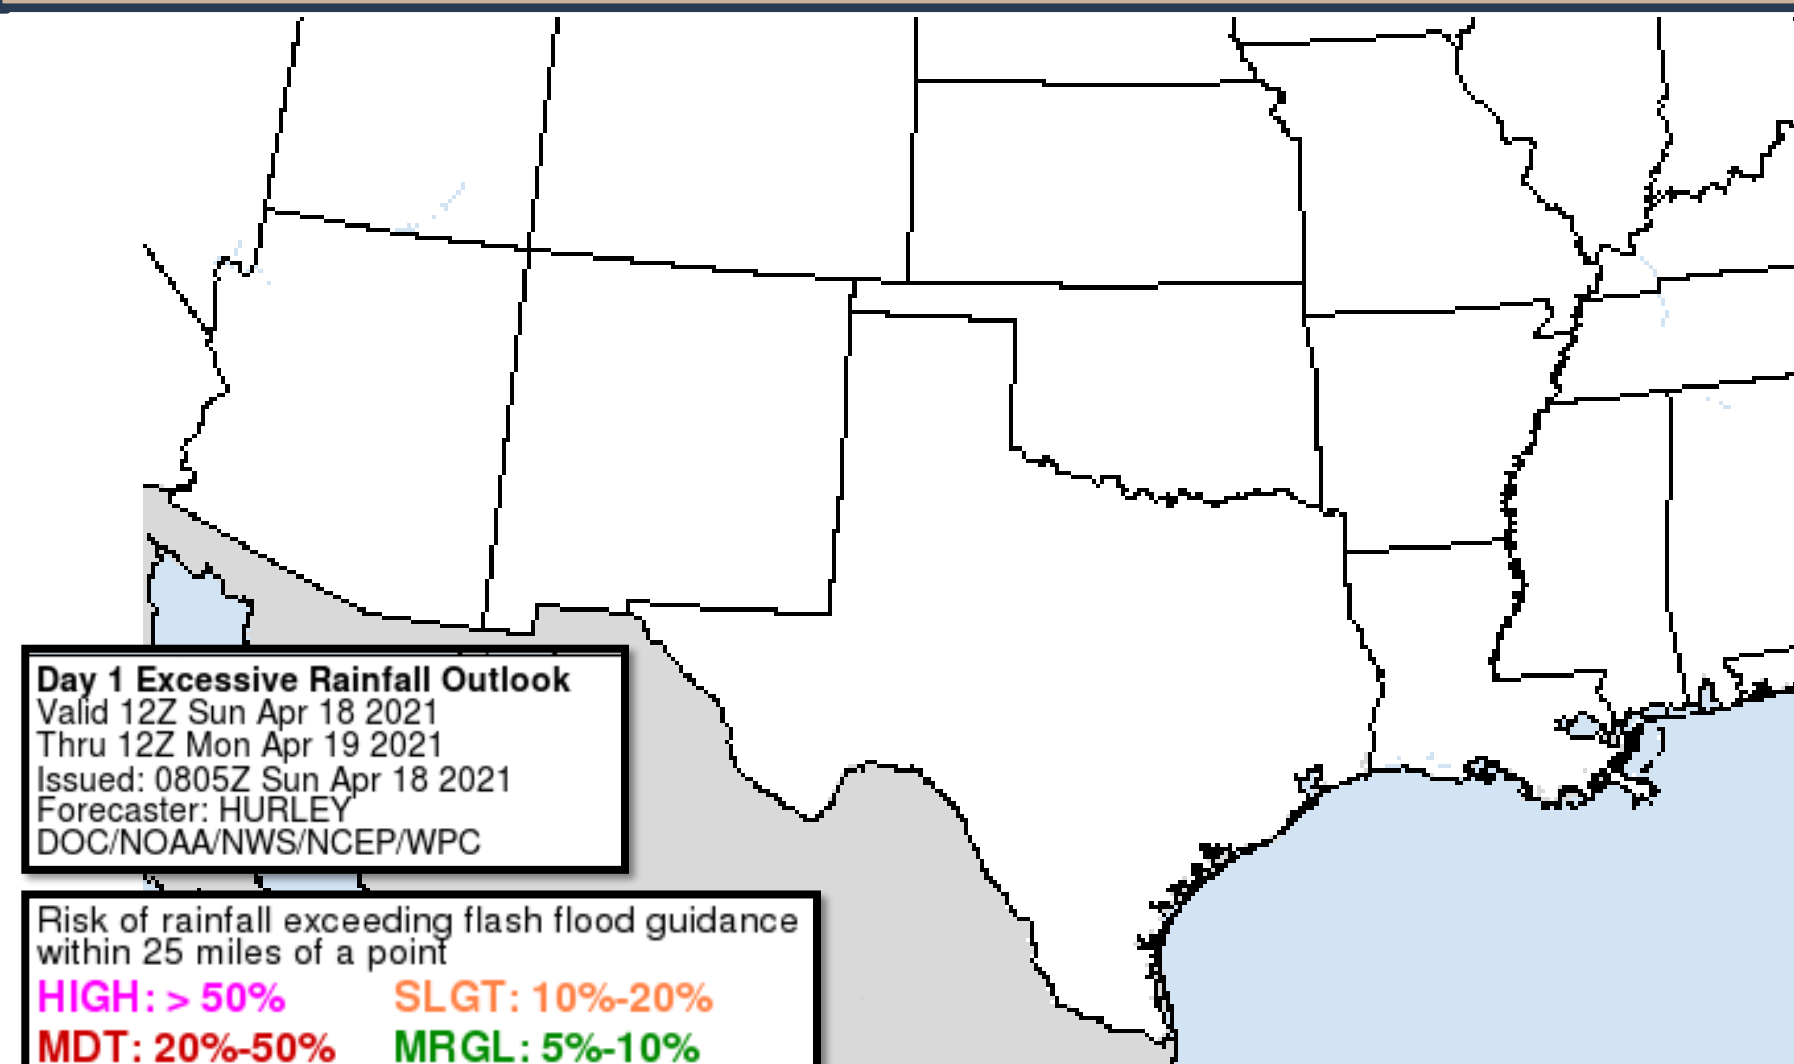 Day 1 Excessive Rainfall Outlook
Valid 12Z Sun Apr 18 2021
Thru 12Z Mon Apr 19 2021
Issued: 0805Z Sun Apr 18 2021
Forecaster: HURLEY
DOC/NOAA/NWS/NCEP/WPC
Risk of rainfall exceeding flash flood guidance
within 25 miles of a point
HIGH: > 50% SLGT: 10%-20%
MDT: 20%-50% MRGL: 5%-10%